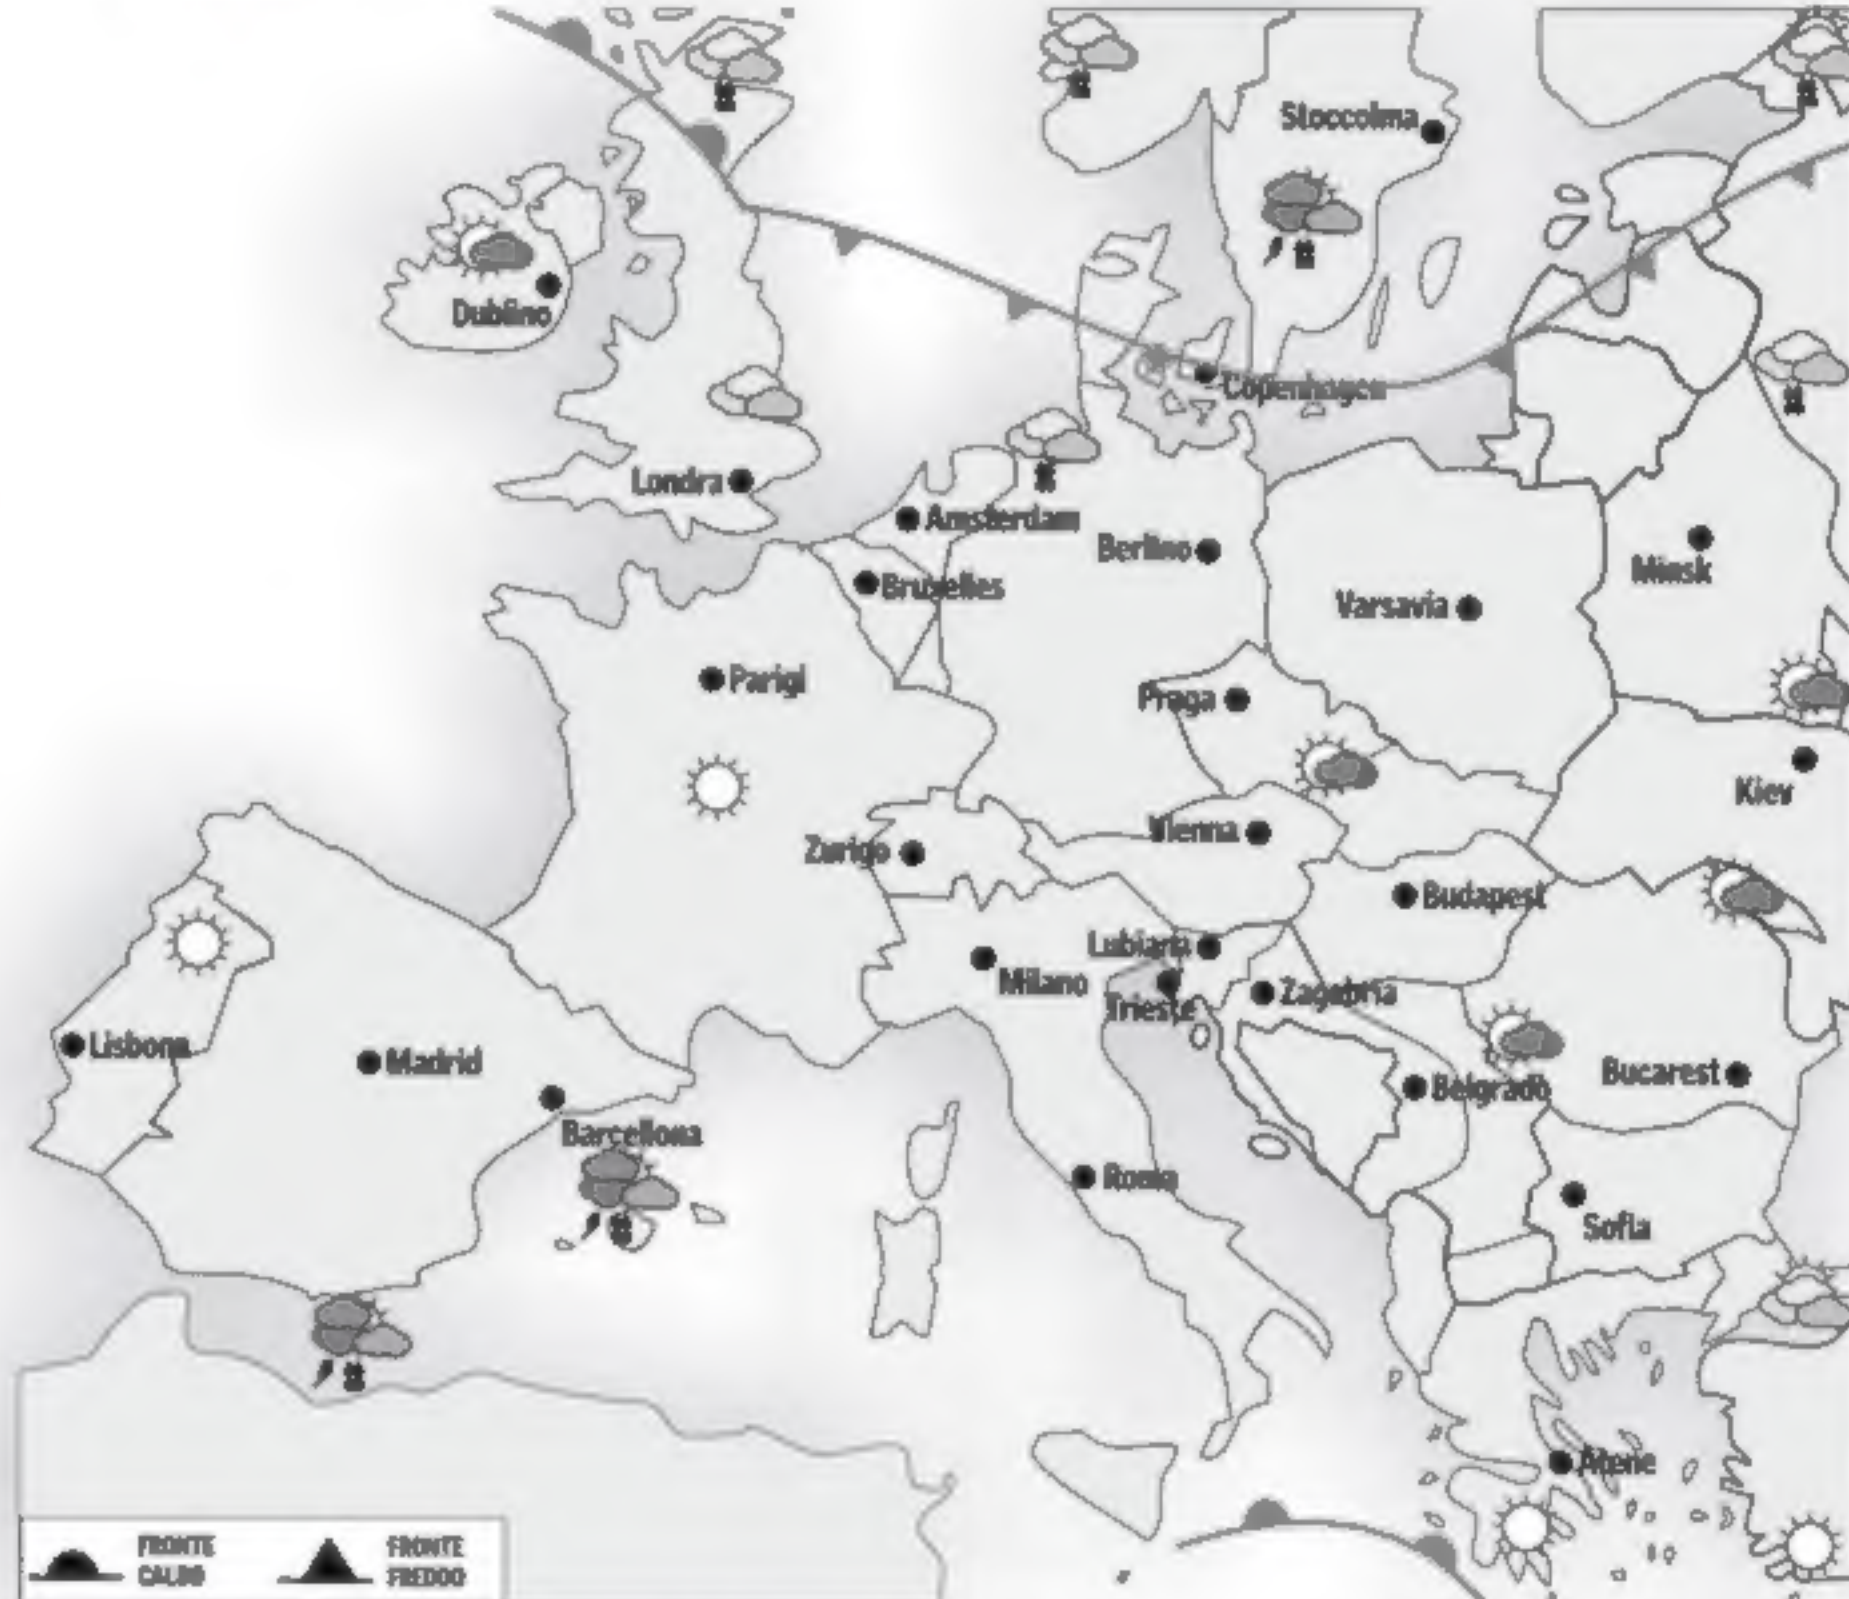 Stoccolma
Dublino
Copenhagen
Londra
Amsterdam
Berlino
Bruxelles
Minsk
Varsavia
Parigi
Praga
Kiev
Vienna
Zurigo
Budapest
Lubiana
Milano
Trieste
Zagabria
Lisbona
Madrid
Belgrado
Bucarest
Barcellona
Roma
Sofia
Atene
FRONTE
CALDO
FRONTE
FREDDO